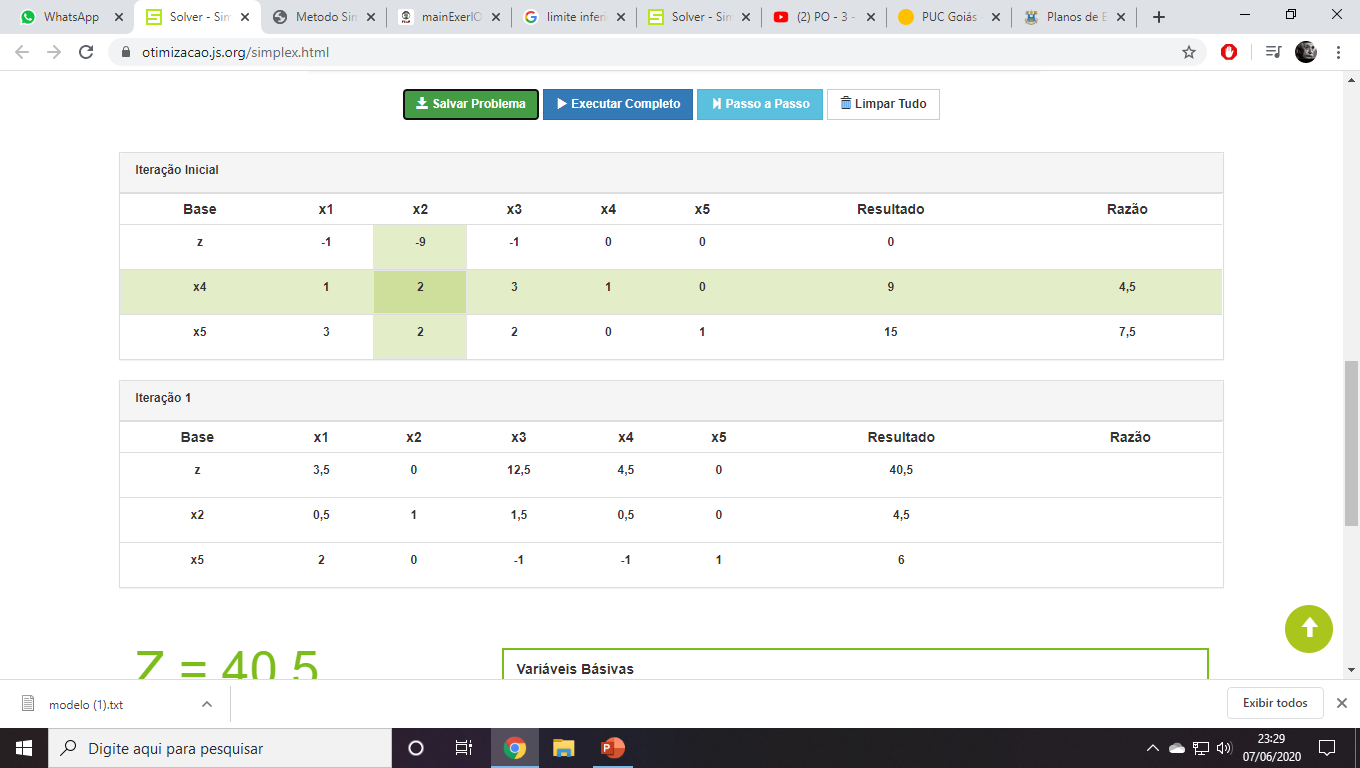 WhatsApp
Solver - Sim
Metodo Sim
mainExerIO
limite inferi
Solver - Sim
(2) PO - 3 -
PUC Goiás -
Planos de E
otimizacao.js.org/simplex.html
Salvar Problema Executar Completo Passo a Passo Limpar Tudo
Iteração Inicial
Base x1 x2 x3 x4 x5 Resultado Razão
z -1 -9 -1 0 0 0
x4 1 2 3 1 0 9 4,5
x5 3 2 2 0 1 15 7,5
Iteração 1
Base x1 x2 x3 x4 x5 Resultado Razão
z 3,5 0 12,5 4,5 0 40,5
x2 0,5 1 1,5 0,5 0 4,5
x5 2 0 -1 -1 1 6
Z = 40.5
Variáveis Básivas
modelo (1).txt
Exibir todos
Digite aqui para pesquisar
23:29
07/06/2020